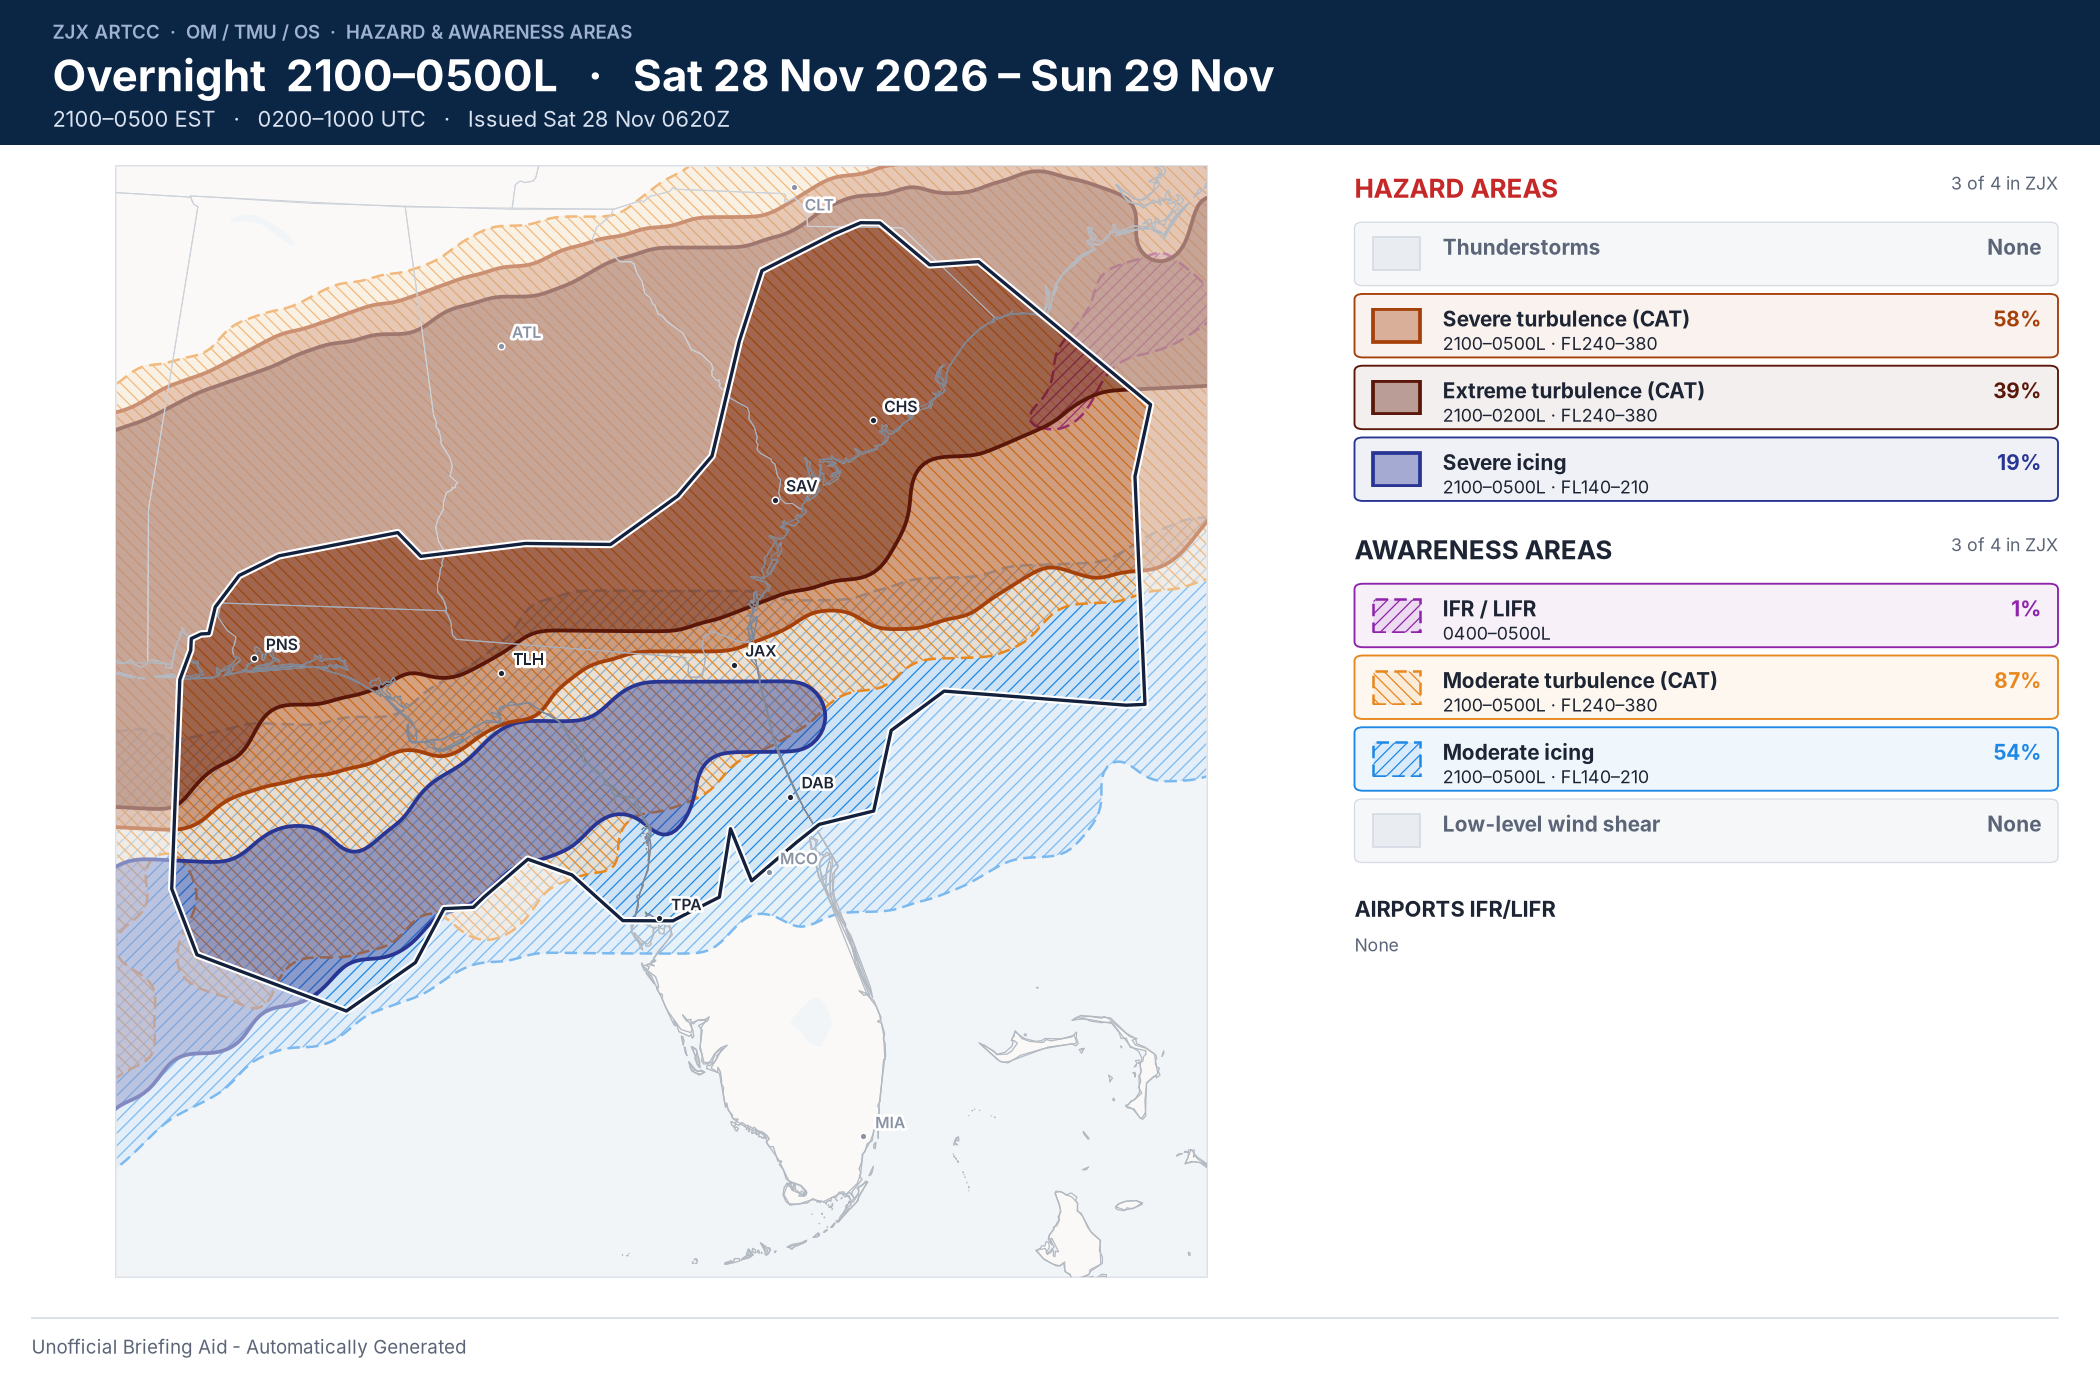 ZJX ARTCC · OM / TMU / OS · HAZARD & AWARENESS AREAS
Overnight 2100–0500L · Sat 28 Nov 2026 – Sun 29 Nov
2100–0500 EST · 0200–1000 UTC · Issued Sat 28 Nov 0620Z
CLT
ATL
CHS
SAV
PNS
TLH
JAX
DAB
MCO
TPA
MIA
HAZARD AREAS 3 of 4 in ZJX
Thunderstorms None
Severe turbulence (CAT) 58%
2100–0500L · FL240–380
Extreme turbulence (CAT) 39%
2100–0200L · FL240–380
Severe icing 19%
2100–0500L · FL140–210
AWARENESS AREAS 3 of 4 in ZJX
IFR / LIFR 1%
0400–0500L
Moderate turbulence (CAT) 87%
2100–0500L · FL240–380
Moderate icing 54%
2100–0500L · FL140–210
Low-level wind shear None
AIRPORTS IFR/LIFR
None
Unofficial Briefing Aid - Automatically Generated